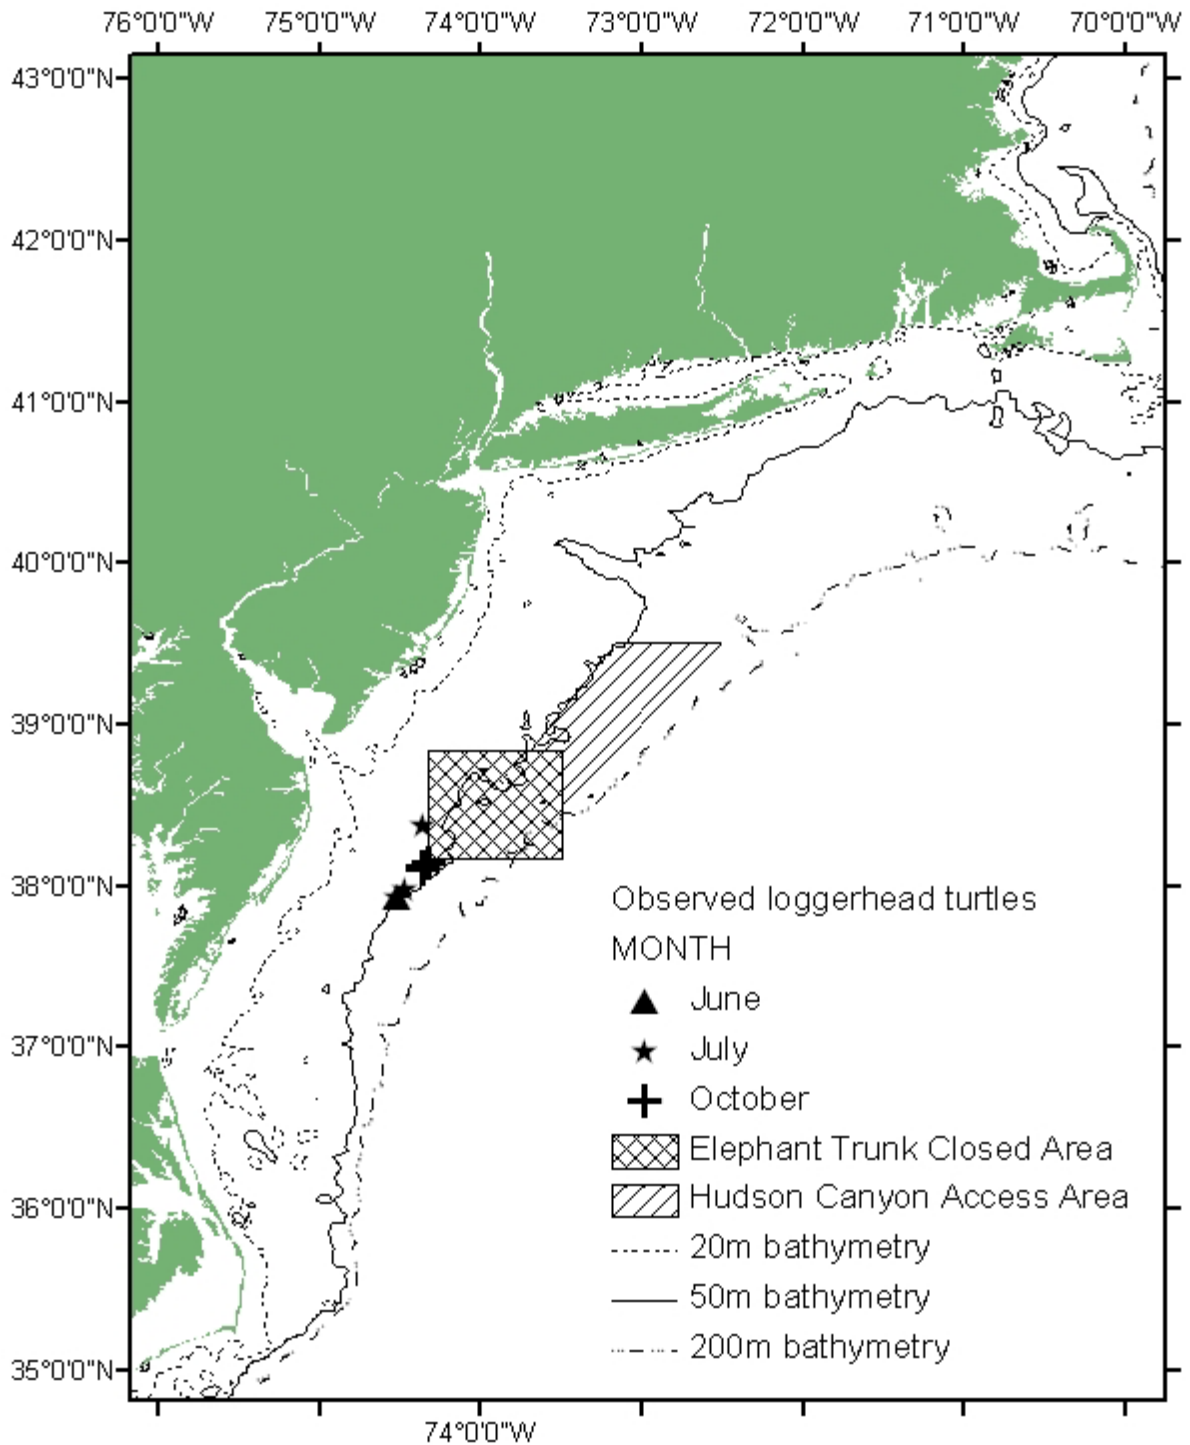 76°0'0"W 75°0'0"W 74°0'0"W 73°0'0"W 72°0'0"W 71°0'0"W 70°0'0"W
43°0'0"N
42°0'0"N
41°0'0"N
40°0'0"N
39°0'0"N
38°0'0"N
Observed loggerhead turtles
MONTH
June
37°0'0"N
July
October
Elephant Trunk Closed Area
Hudson Canyon Access Area
36°0'0"N
20m bathymetry
50m bathymetry
200m bathymetry
35°0'0"N
74°0'0"W